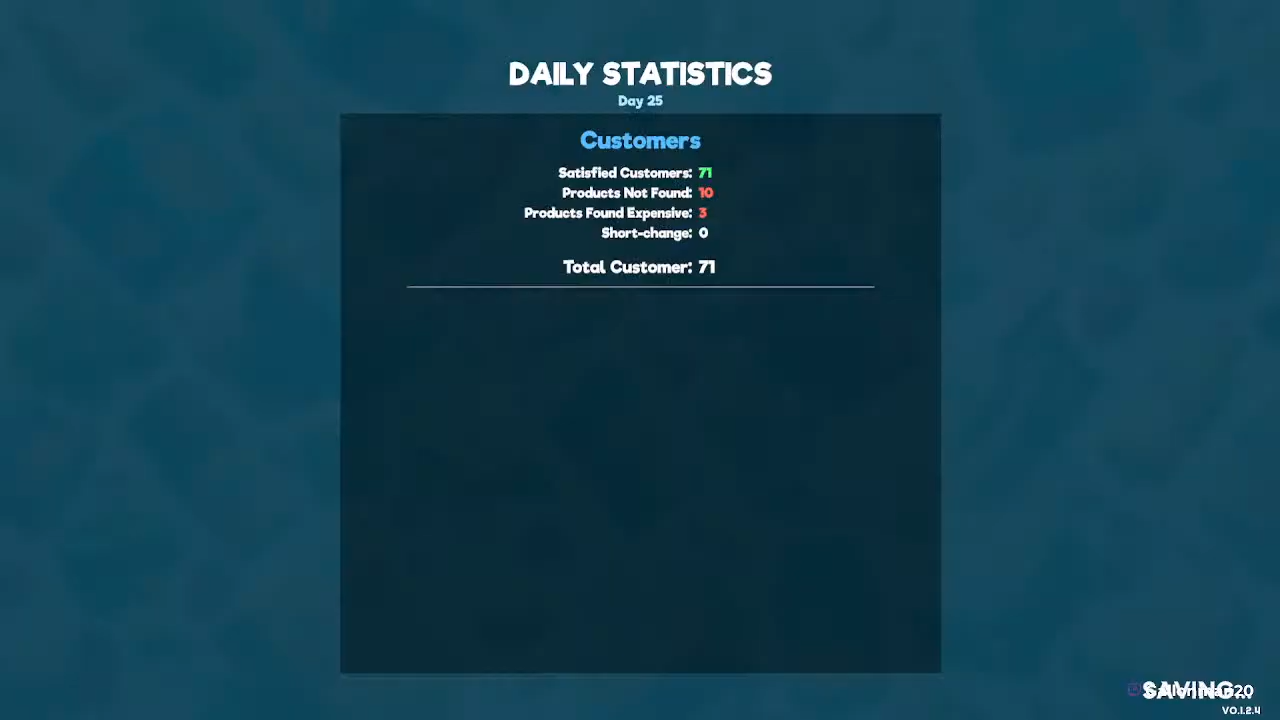 DAILY STATISTICS
Day 25
Customers
Satisfied Customers: 71
Products Not Found: 10
Products Found Expensive: 3
Short-change: 0
Total Customer: 71
SAVING...
V0.1.2.4